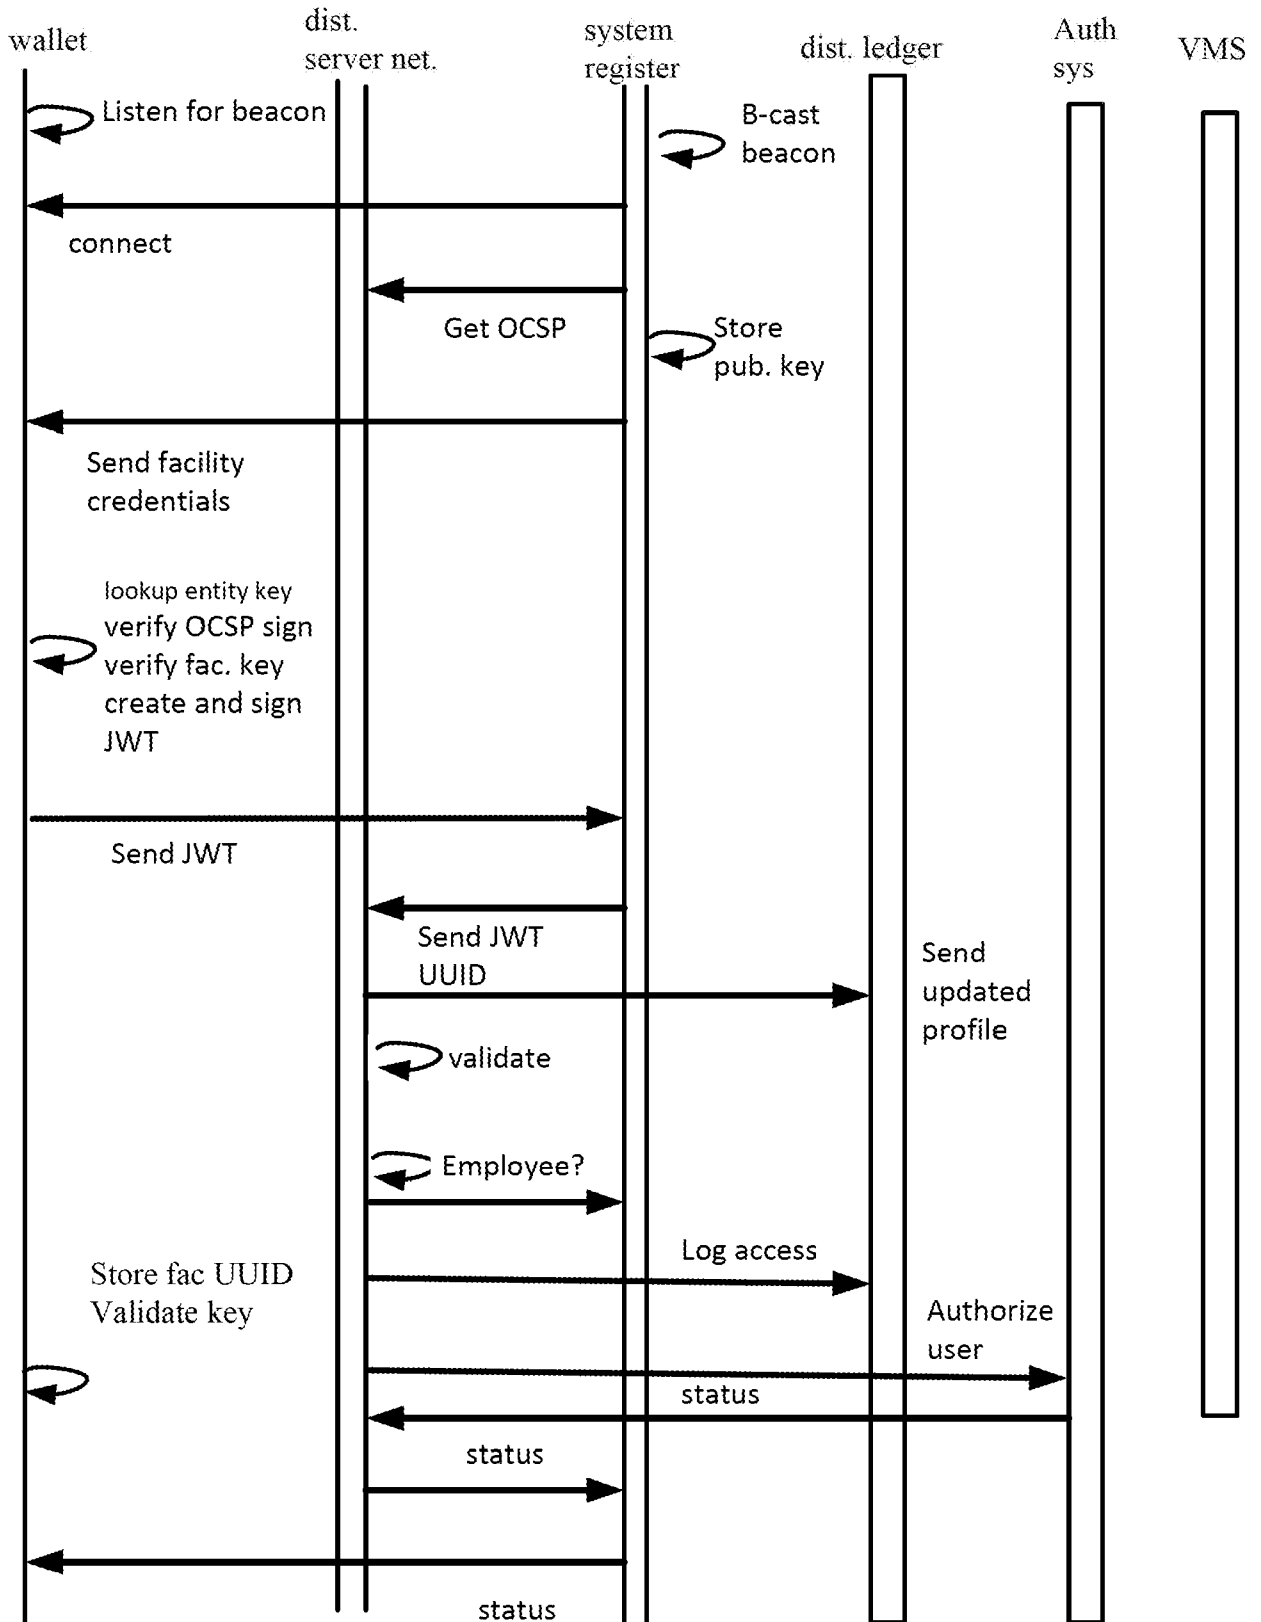 wallet
dist.
server net.
system
register
dist. ledger
Auth
sys
VMS
Listen for beacon
B-cast
beacon
connect
Get OCSP
Store
pub. key
Send facility
credentials
lookup entity key
verify OCSP sign
verify fac. key
create and sign
JWT
Send JWT
Send JWT
UUID
Send
updated
profile
validate
Employee?
Log access
Store fac UUID
Validate key
Authorize
user
status
status
status